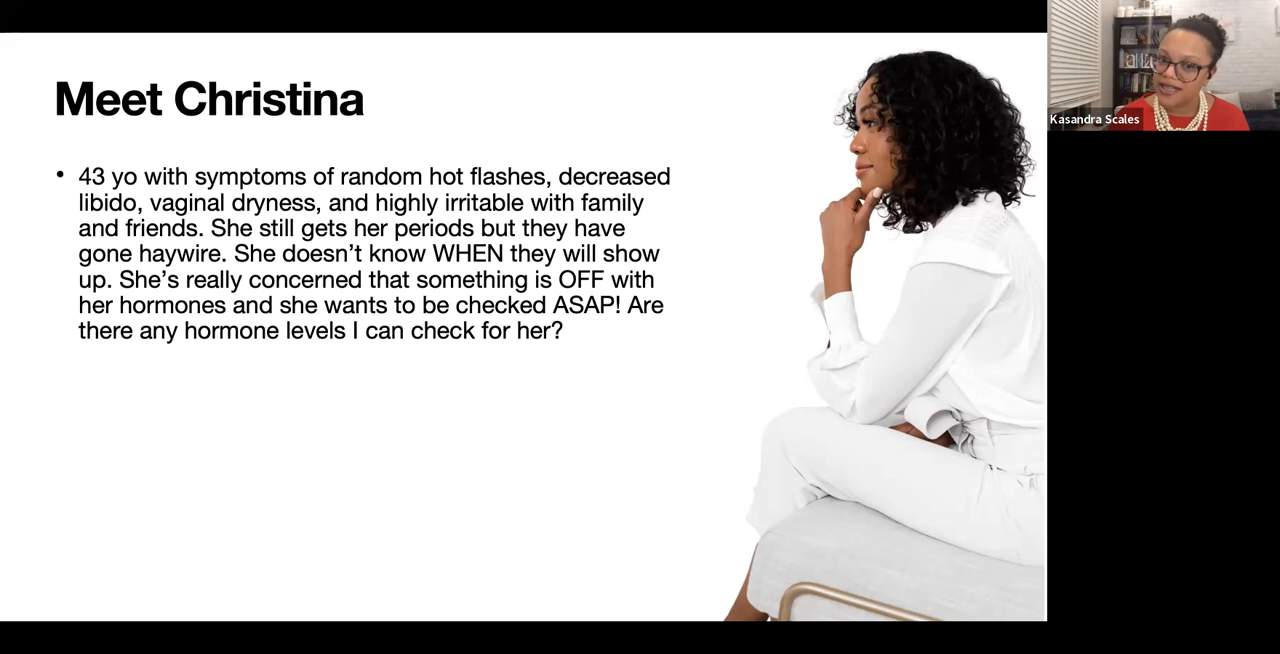 Meet Christina
• 43 yo with symptoms of random hot flashes, decreased
libido, vaginal dryness, and highly irritable with family
and friends. She still gets her periods but they have
gone haywire. She doesn’t know WHEN they will show
up. She’s really concerned that something is OFF with
her hormones and she wants to be checked ASAP! Are
there any hormone levels I can check for her?
Kasandra Scales